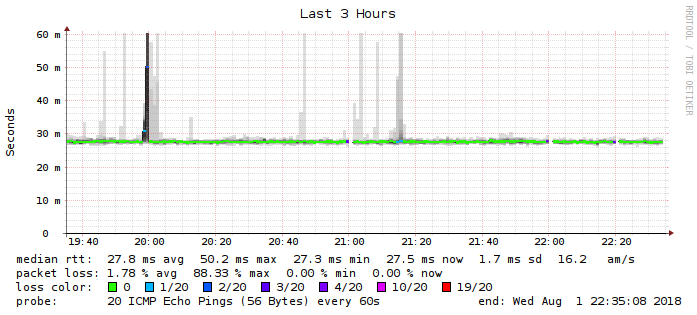 Last 3 Hours
RRDTOOL / TOBI OETIKER
Seconds
60 m
50 m
40 m
30 m
20 m
10 m
0
19:40 20:00 20:20 20:40 21:00 21:20 21:40 22:00 22:20
median rtt: 27.8 ms avg 50.2 ms max 27.3 ms min 27.5 ms now 1.7 ms sd 16.2 am/s
packet loss: 1.78 % avg 88.33 % max 0.00 % min 0.00 % now
loss color: 0 1/20 2/20 3/20 4/20 10/20 19/20
probe: 20 ICMP Echo Pings (56 Bytes) every 60s end: Wed Aug 1 22:35:08 2018